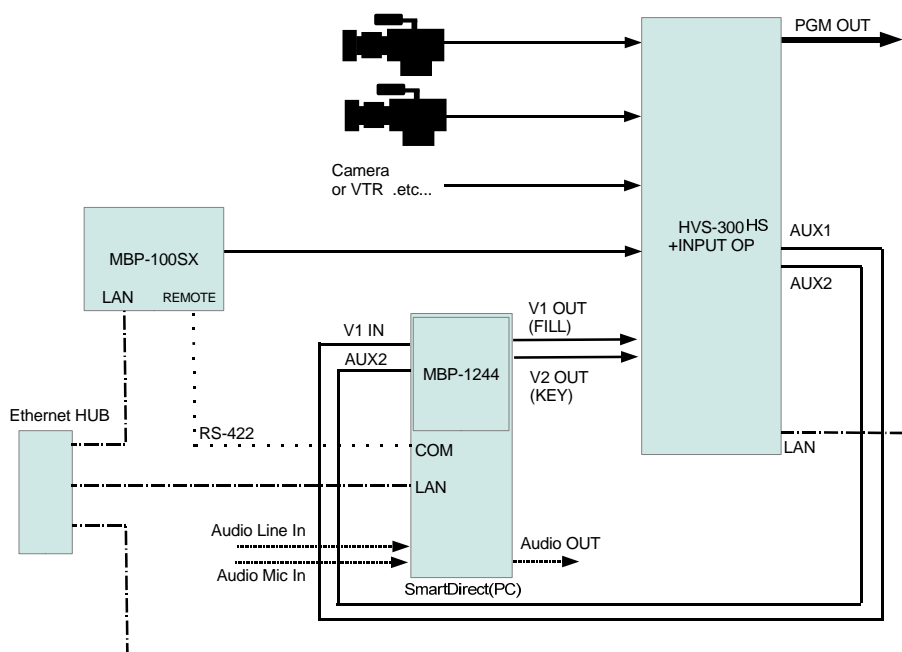 PGM OUT
Camera
or VTR .etc...
HVS-300HS
+INPUT OP
AUX1
AUX2
MBP-100SX
LAN
REMOTE
V1 OUT
(FILL)
V1 IN
AUX2
MBP-1244
V2 OUT
(KEY)
Ethernet HUB
RS-422
COM
LAN
LAN
Audio Line In
Audio OUT
Audio Mic In
SmartDirect(PC)